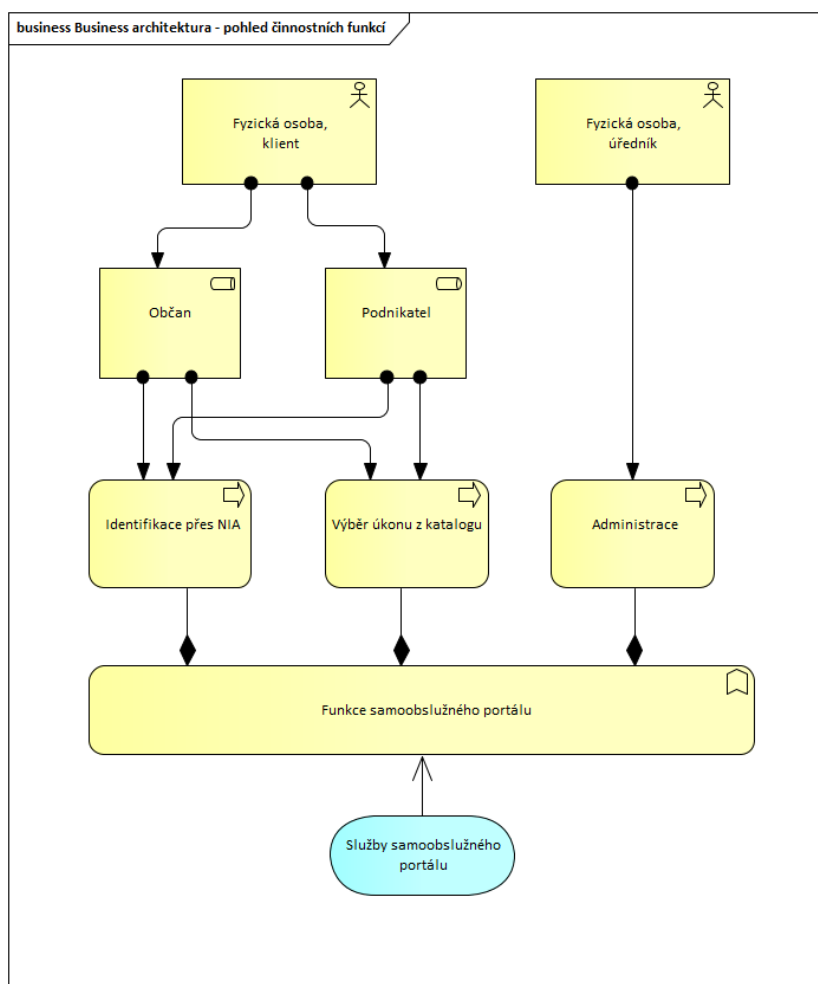 business Business architektura - pohled činnostních funkcí
Fyzická osoba,
klient
Fyzická osoba,
úředník
Občan
Podnikatel
Identifikace přes NIA
Výběr úkonu z katalogu
Administrace
Funkce samoobslužného portálu
Služby samoobslužného
portálu